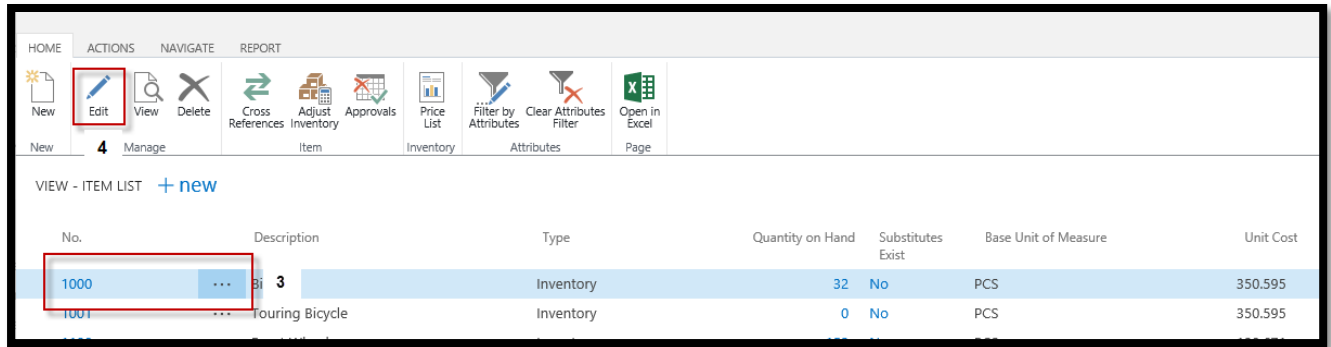 HOME ACTIONS NAVIGATE REPORT
New Edit View Delete Cross References Adjust Inventory Approvals Price List Filter by Attributes Clear Attributes Filter Open in Excel
New 4 Manage Item Inventory Attributes Page
VIEW - ITEM LIST + new
No. Description Type Quantity on Hand Substitutes Exist Base Unit of Measure Unit Cost
1000 ... Bi 3 Inventory 32 No PCS 350.595
1001 ... Touring Bicycle Inventory 0 No PCS 350.595